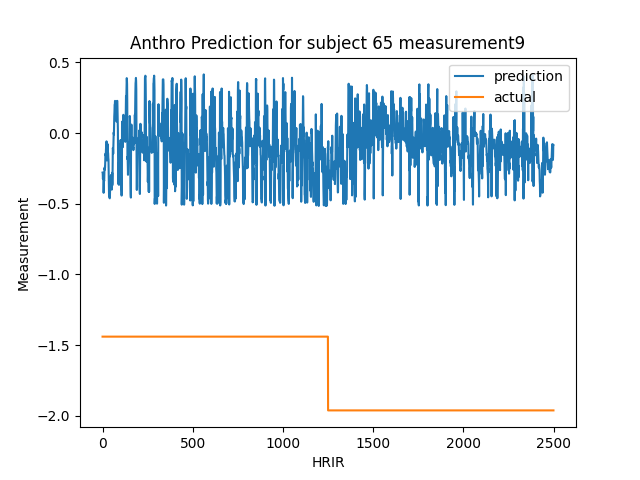 Anthro Prediction for subject 65 measurement9
prediction
actual
0.5
0.0
−0.5
−1.0
−1.5
−2.0
Measurement
0
500
1000
1500
2000
2500
HRIR